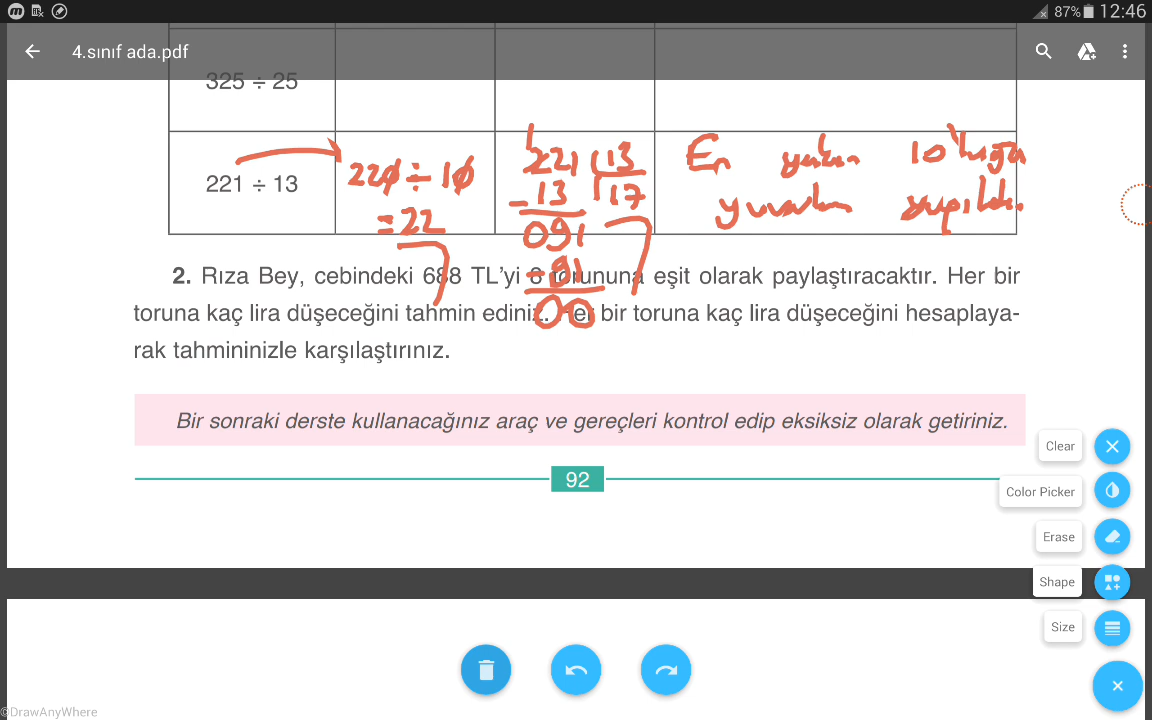 87% 12:46
4.sınıf ada.pdf
325 ÷ 25
221 ÷ 13
220 ÷ 10
= 22
221 13
- 13 17
091
- 91
00
En yakın 10'luğa
yuvarlama yapıldı.
2. Rıza Bey, cebindeki 688 TL'yi 8 torununa eşit olarak paylaştıracaktır. Her bir
toruna kaç lira düşeceğini tahmin ediniz. Her bir toruna kaç lira düşeceğini hesaplaya-
rak tahmininizle karşılaştırınız.
Bir sonraki derste kullanacağınız araç ve gereçleri kontrol edip eksiksiz olarak getiriniz.
92
Clear
Color Picker
Erase
Shape
Size
©DrawAnyWhere